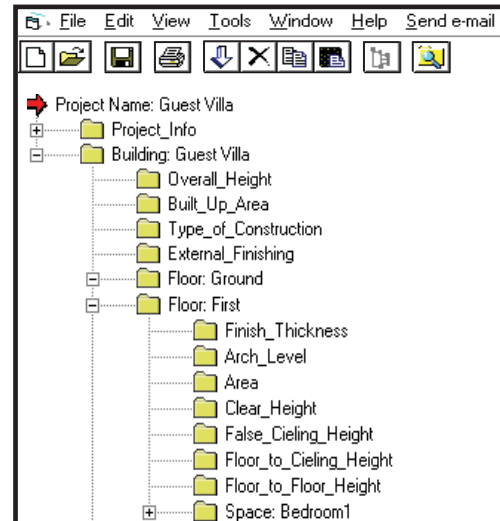 File Edit View Tools Window Help Send e-mail
Project Name: Guest Villa
Project_Info
Building: Guest Villa
Overall_Height
Built_Up_Area
Type_of_Construction
External_Finishing
Floor: Ground
Floor: First
Finish_Thickness
Arch_Level
Area
Clear_Height
False_Cieling_Height
Floor_to_Cieling_Height
Floor_to_Floor_Height
Space: Bedroom1